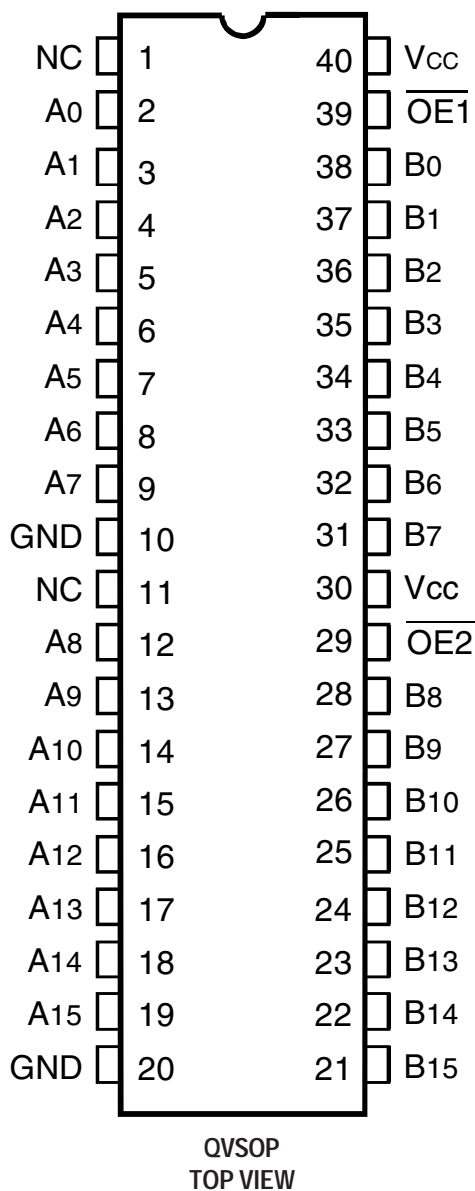 NC 1 40 VCC
A0 2 39 OE1
A1 3 38 B0
A2 4 37 B1
A3 5 36 B2
A4 6 35 B3
A5 7 34 B4
A6 8 33 B5
A7 9 32 B6
GND 10 31 B7
NC 11 30 Vcc
A8 12 29 OE2
A9 13 28 B8
A10 14 27 B9
A11 15 26 B10
A12 16 25 B11
A13 17 24 B12
A14 18 23 B13
A15 19 22 B14
GND 20 21 B15
QVSOP
TOP VIEW